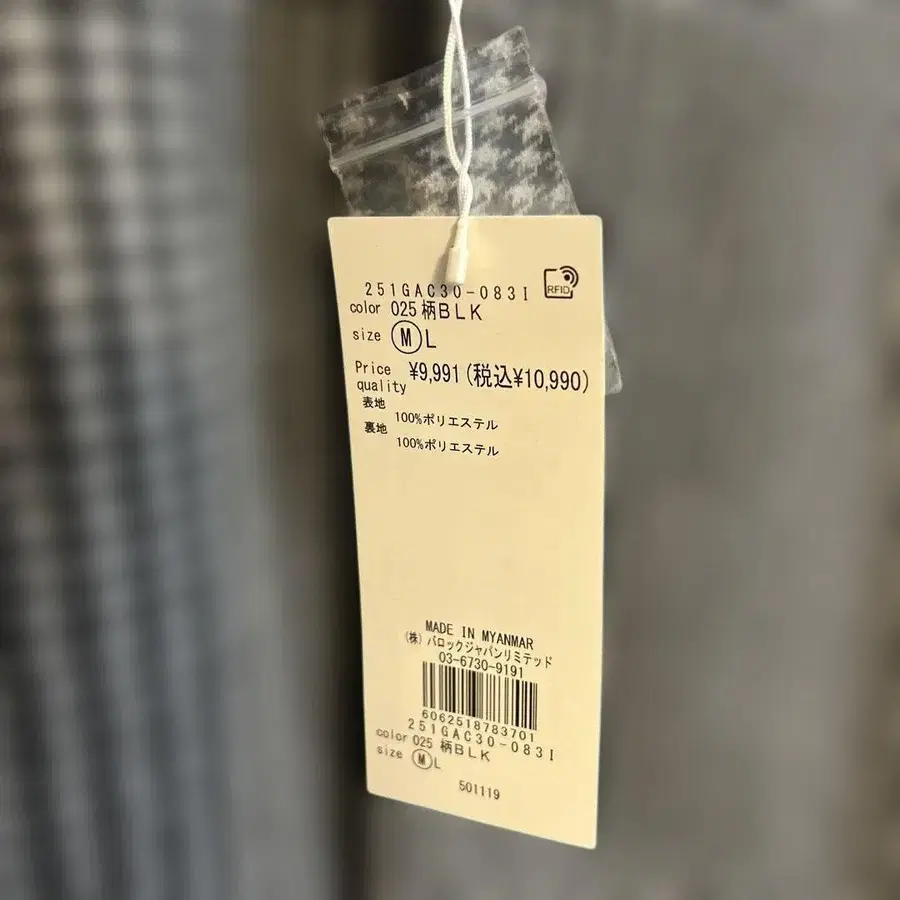 251GAC30-083I
RFID
color 025 柄BLK
size Ⓜ L
Price ¥9,991 (税込¥10,990)
quality
表地
100%ポリエステル
裏地
100%ポリエステル
MADE IN MYANMAR
(株) バロックジャパンリミテッド
03-6730-9191
6062518783701
251GAC30-083I
color 025 柄BLK
size Ⓜ L
501119